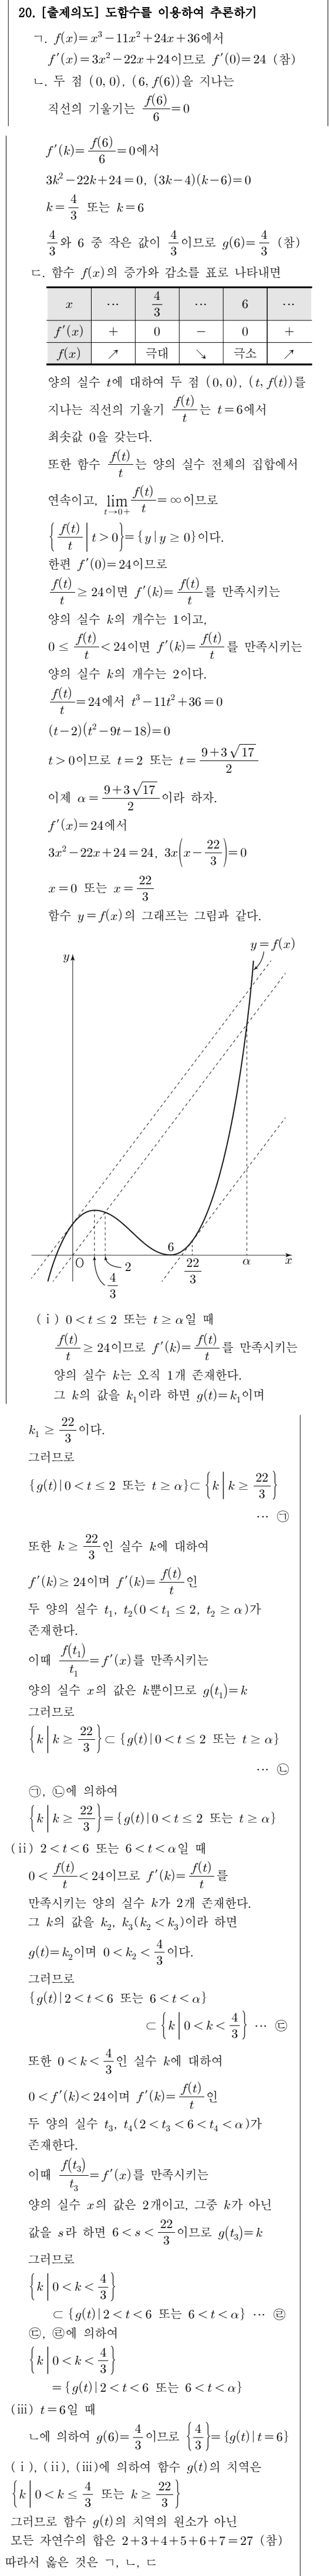 20. [출제의도] 도함수를 이용하여 추론하기
ㄱ. f(x)=x³-11x²+24x+36에서
f′(x)=3x²-22x+24이므로 f′(0)=24 (참)
ㄴ. 두 점 (0, 0), (6, f(6))을 지나는
직선의 기울기는 f(6)/6=0
f′(k)=f(6)/6=0에서
3k²-22k+24=0, (3k-4)(k-6)=0
k=4/3 또는 k=6
4/3와 6 중 작은 값이 4/3이므로 g(6)=4/3 (참)
ㄷ. 함수 f(x)의 증가와 감소를 표로 나타내면
x ⋯ 4/3 ⋯ 6 ⋯
f′(x) + 0 - 0 +
f(x) ↗ 극대 ↘ 극소 ↗
양의 실수 t에 대하여 두 점 (0, 0), (t, f(t))를
지나는 직선의 기울기 f(t)/t는 t=6에서
최솟값 0을 갖는다.
또한 함수 f(t)/t는 양의 실수 전체의 집합에서
연속이고, lim t→0+ f(t)/t=∞이므로
{f(t)/t | t>0}={y | y≥0}이다.
한편 f′(0)=24이므로
f(t)/t≥24이면 f′(k)=f(t)/t를 만족시키는
양의 실수 k의 개수는 1이고,
0≤f(t)/t<24이면 f′(k)=f(t)/t를 만족시키는
양의 실수 k의 개수는 2이다.
f(t)/t=24에서 t³-11t²+36=0
(t-2)(t²-9t-18)=0
t>0이므로 t=2 또는 t=(9+3√17)/2
이제 α=(9+3√17)/2이라 하자.
f′(x)=24에서
3x²-22x+24=24, 3x(x-22/3)=0
x=0 또는 x=22/3
함수 y=f(x)의 그래프는 그림과 같다.
y=f(x)
y
O 4/3 2 6 22/3 α x
(ⅰ) 0<t≤2 또는 t≥α일 때
f(t)/t≥24이므로 f′(k)=f(t)/t를 만족시키는
양의 실수 k는 오직 1개 존재한다.
그 k의 값을 k₁이라 하면 g(t)=k₁이며
k₁≥22/3이다.
그러므로
{g(t)|0<t≤2 또는 t≥α}⊂{k | k≥22/3}
⋯ ㉠
또한 k≥22/3인 실수 k에 대하여
f′(k)≥24이며 f′(k)=f(t)/t인
두 양의 실수 t₁, t₂(0<t₁≤2, t₂≥α)가
존재한다.
이때 f(t₁)/t₁=f′(x)를 만족시키는
양의 실수 x의 값은 k뿐이므로 g(t₁)=k
그러므로
{k | k≥22/3}⊂{g(t)|0<t≤2 또는 t≥α}
⋯ ㉡
㉠, ㉡에 의하여
{k | k≥22/3}={g(t)|0<t≤2 또는 t≥α}
(ⅱ) 2<t<6 또는 6<t<α일 때
0<f(t)/t<24이므로 f′(k)=f(t)/t를
만족시키는 양의 실수 k가 2개 존재한다.
그 k의 값을 k₂, k₃(k₂<k₃)이라 하면
g(t)=k₂이며 0<k₂<4/3이다.
그러므로
{g(t)|2<t<6 또는 6<t<α}
⊂{k | 0<k<4/3} ⋯ ㉢
또한 0<k<4/3인 실수 k에 대하여
0<f′(k)<24이며 f′(k)=f(t)/t인
두 양의 실수 t₃, t₄(2<t₃<6<t₄<α)가
존재한다.
이때 f(t₃)/t₃=f′(x)를 만족시키는
양의 실수 x의 값은 2개이고, 그중 k가 아닌
값을 s라 하면 6<s<22/3이므로 g(t₃)=k
그러므로
{k | 0<k<4/3}
⊂{g(t)|2<t<6 또는 6<t<α} ⋯ ㉣
㉢, ㉣에 의하여
{k | 0<k<4/3}
={g(t)|2<t<6 또는 6<t<α}
(ⅲ) t=6일 때
ㄴ에 의하여 g(6)=4/3이므로 {4/3}={g(t)|t=6}
(ⅰ), (ⅱ), (ⅲ)에 의하여 함수 g(t)의 치역은
{k | 0<k≤4/3 또는 k≥22/3}
그러므로 함수 g(t)의 치역의 원소가 아닌
모든 자연수의 합은 2+3+4+5+6+7=27 (참)
따라서 옳은 것은 ㄱ, ㄴ, ㄷ